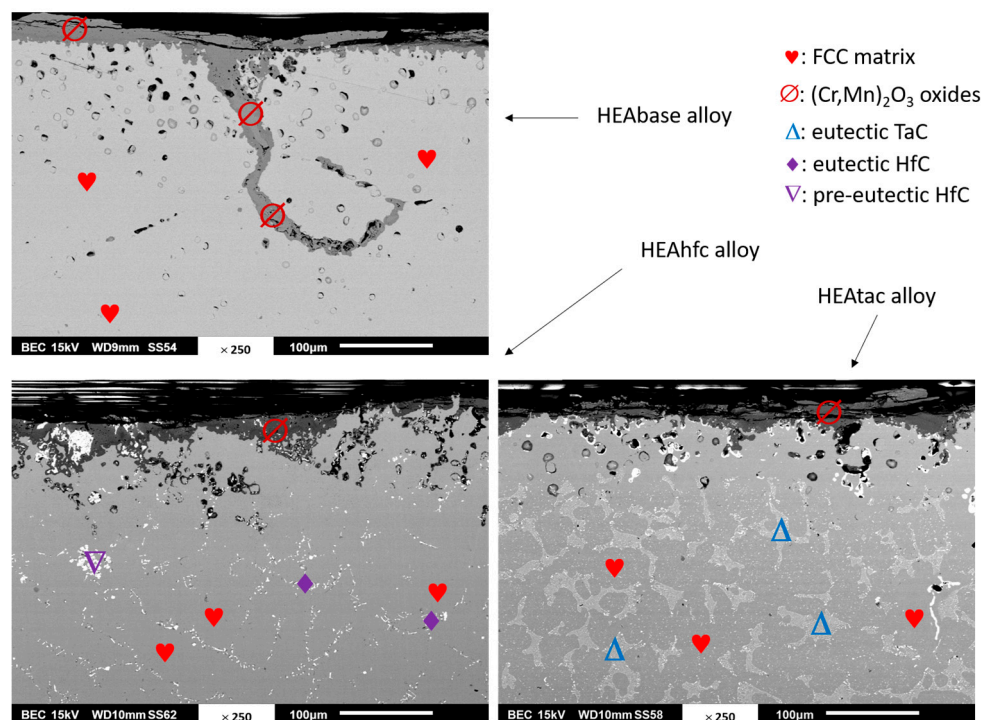 ♥: FCC matrix
∅: (Cr,Mn)₂O₃ oxides
Δ: eutectic TaC
♦: eutectic HfC
∇: pre-eutectic HfC
HEAbase alloy
HEAhfc alloy
HEAtac alloy
BEC 15kV WD9mm SS54 × 250 100µm
BEC 15kV WD10mm SS62 × 250 100µm
BEC 15kV WD10mm SS58 × 250 100µm